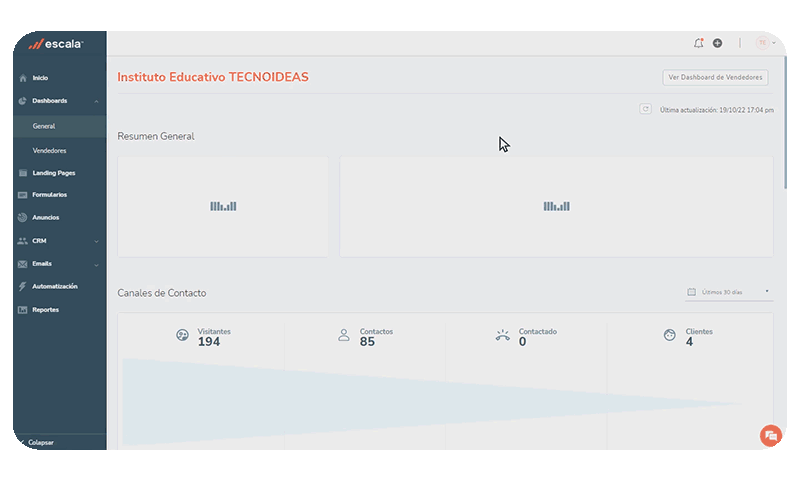 escala
Inicio
Dashboards
General
Vendedores
Landing Pages
Formularios
Anuncios
CRM
Emails
Automatización
Reportes
Colapsar
Instituto Educativo TECNOIDEAS
Ver Dashboard de Vendedores
Última actualización: 19/10/22 17:04 pm
Resumen General
Canales de Contacto
Últimos 30 días
Visitantes
194
Contactos
85
Contactado
0
Clientes
4